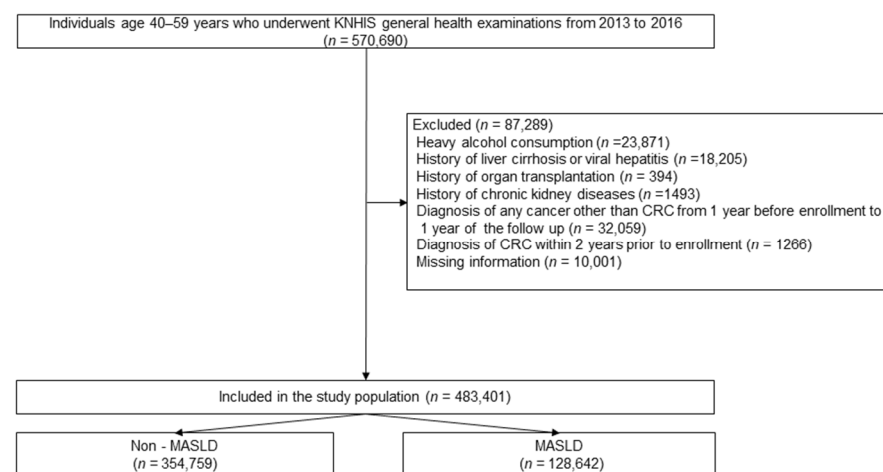 Individuals age 40–59 years who underwent KNHIS general health examinations from 2013 to 2016
(n = 570,690)
Excluded (n = 87,289)
Heavy alcohol consumption (n =23,871)
History of liver cirrhosis or viral hepatitis (n =18,205)
History of organ transplantation (n = 394)
History of chronic kidney diseases (n =1493)
Diagnosis of any cancer other than CRC from 1 year before enrollment to
1 year of the follow up (n = 32,059)
Diagnosis of CRC within 2 years prior to enrollment (n = 1266)
Missing information (n = 10,001)
Included in the study population (n = 483,401)
Non - MASLD
(n = 354,759)
MASLD
(n = 128,642)